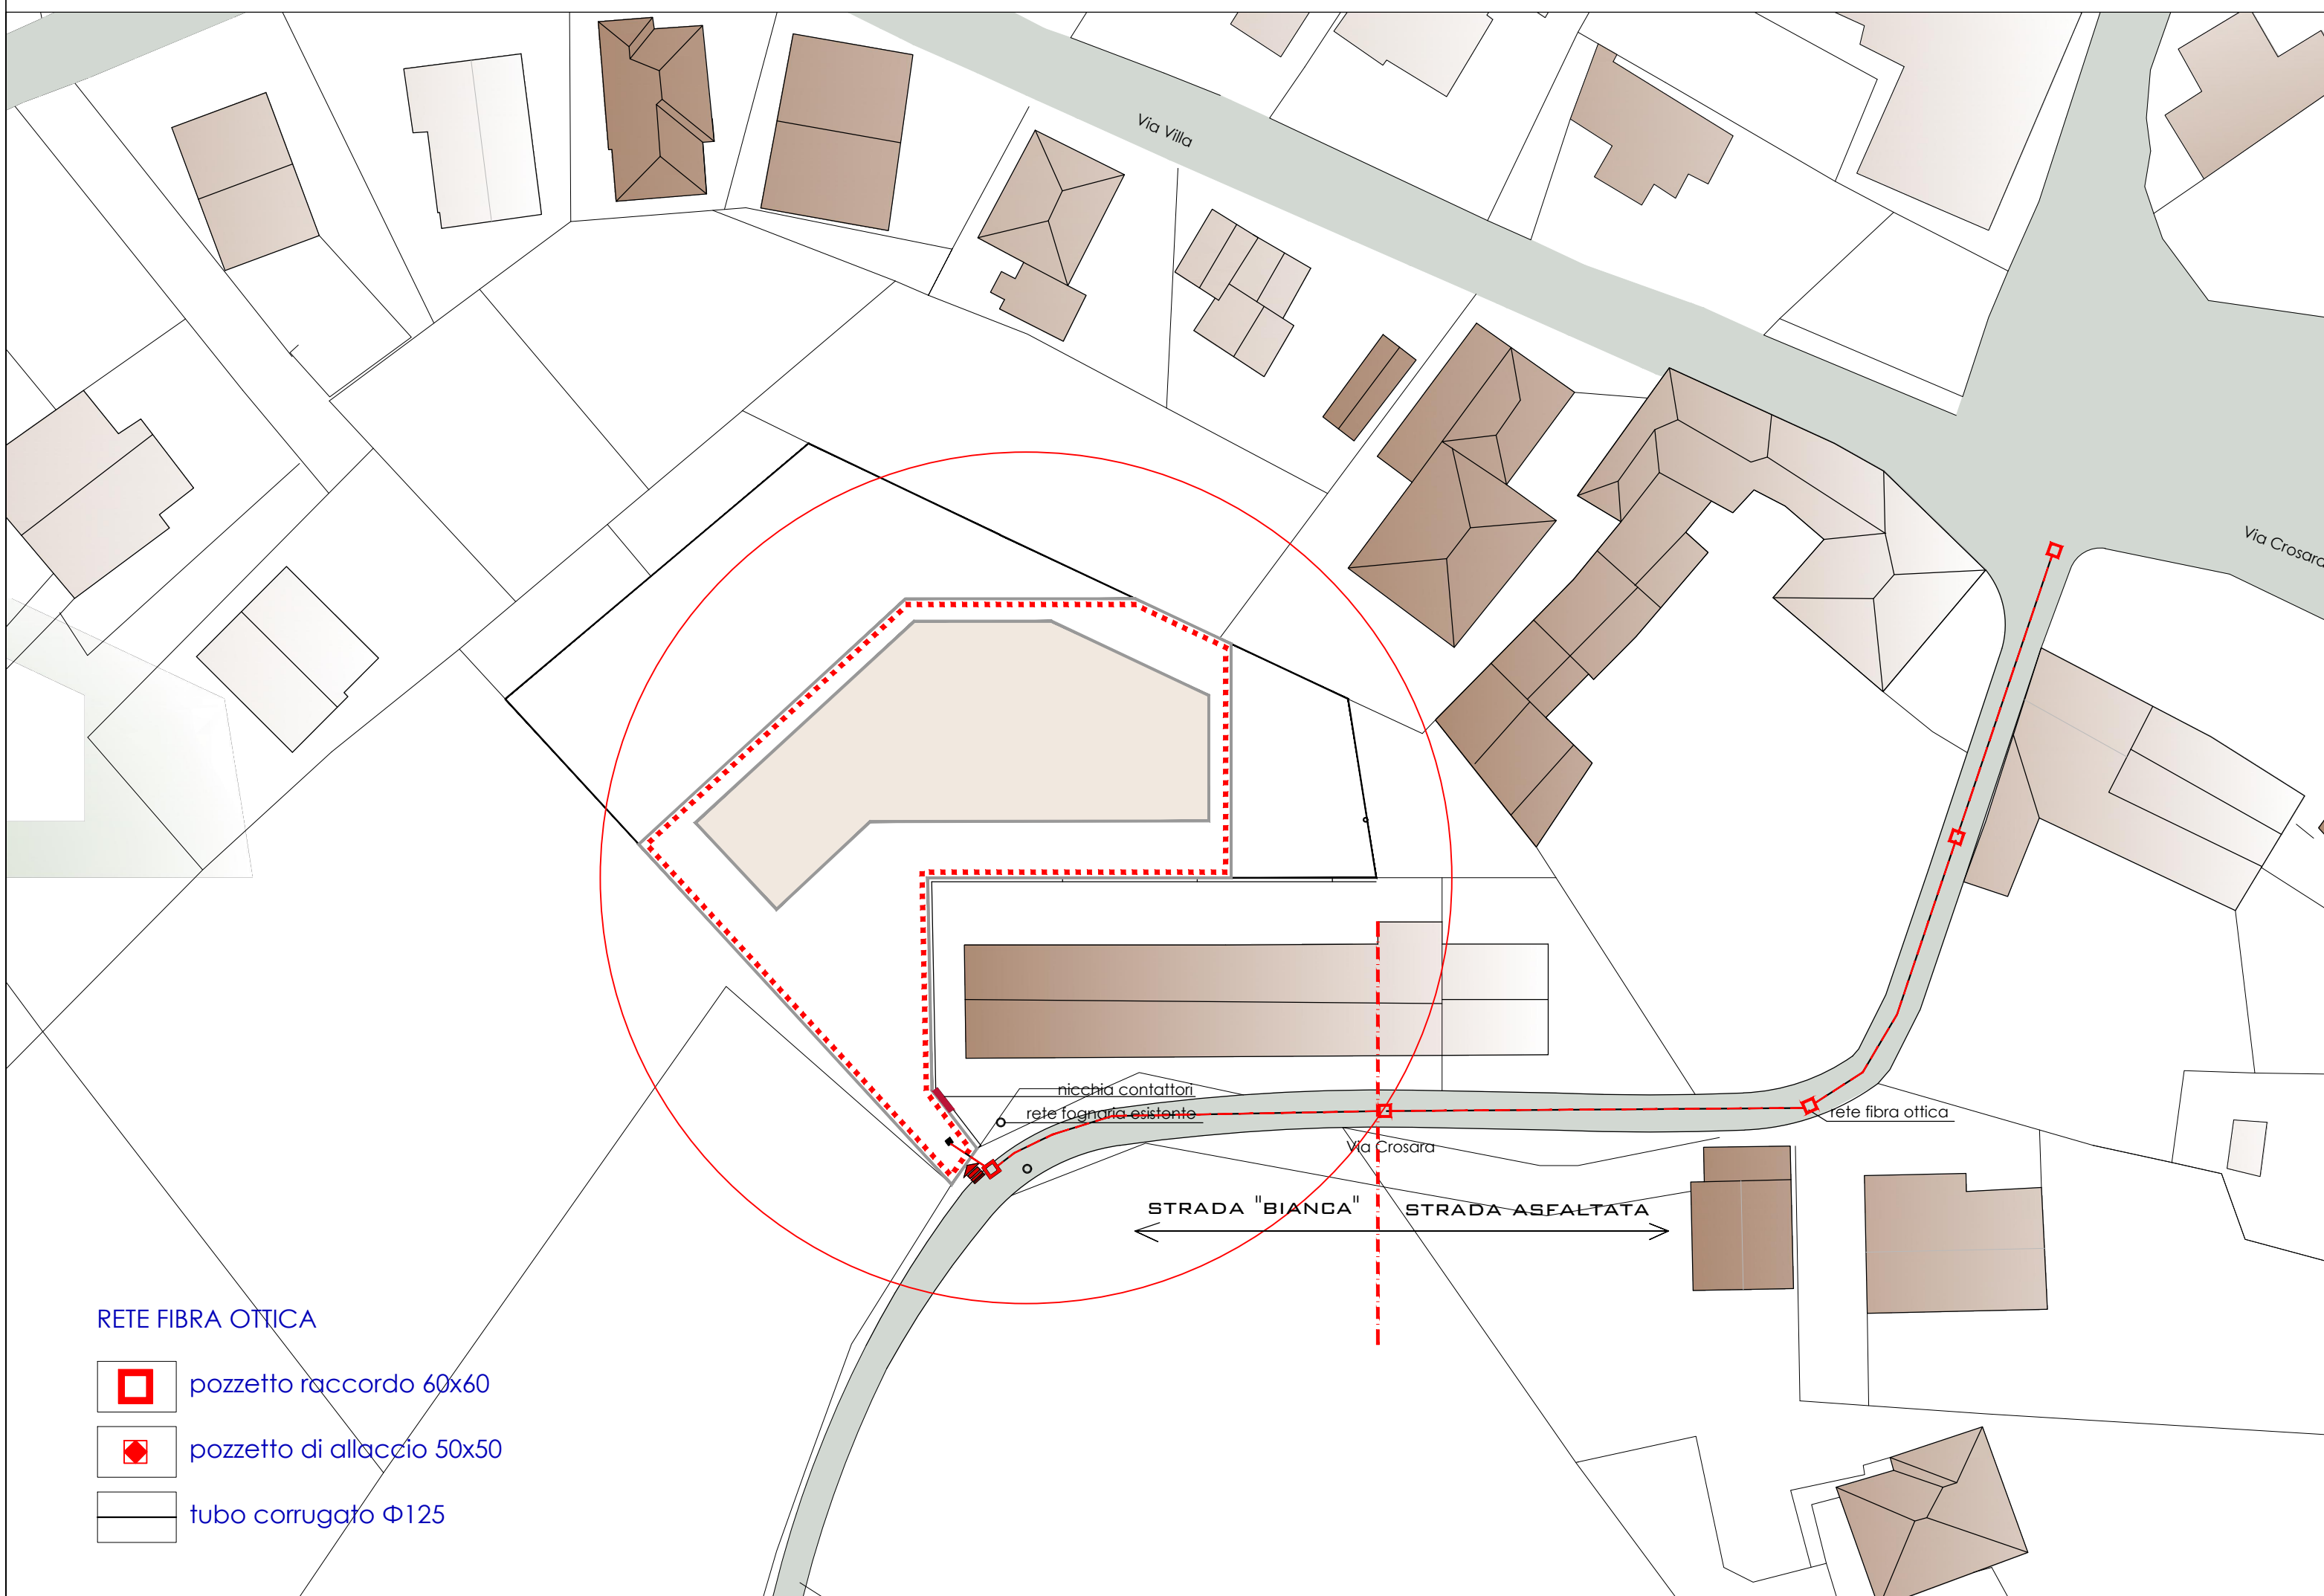 Via Villa
Via Crosara
nicchia contattori
rete fognaria esistente
rete fibra ottica
Via Crosara
STRADA "BIANCA"
STRADA ASFALTATA
RETE FIBRA OTTICA
pozzetto raccordo 60x60
pozzetto di allaccio 50x50
tubo corrugato Φ125